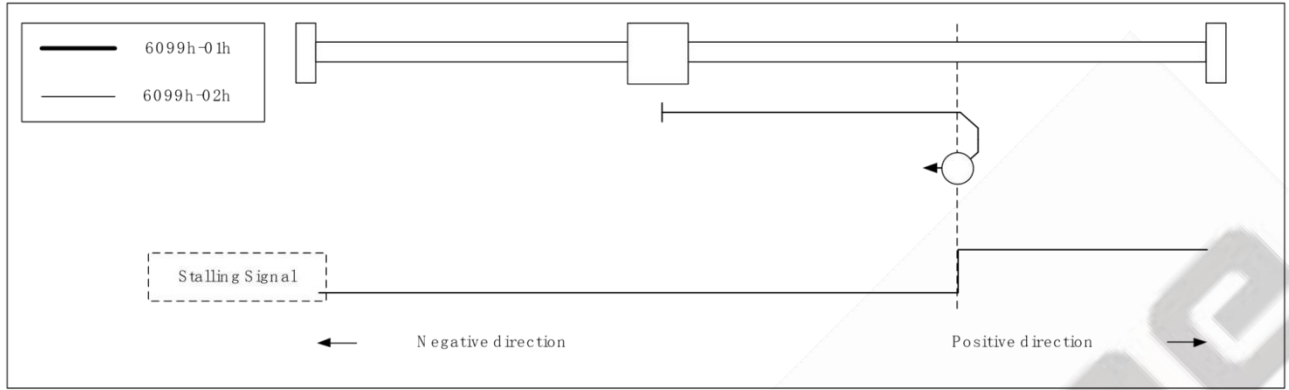 6099h-01h
6099h-02h
Stalling Signal
Negative direction
Positive direction